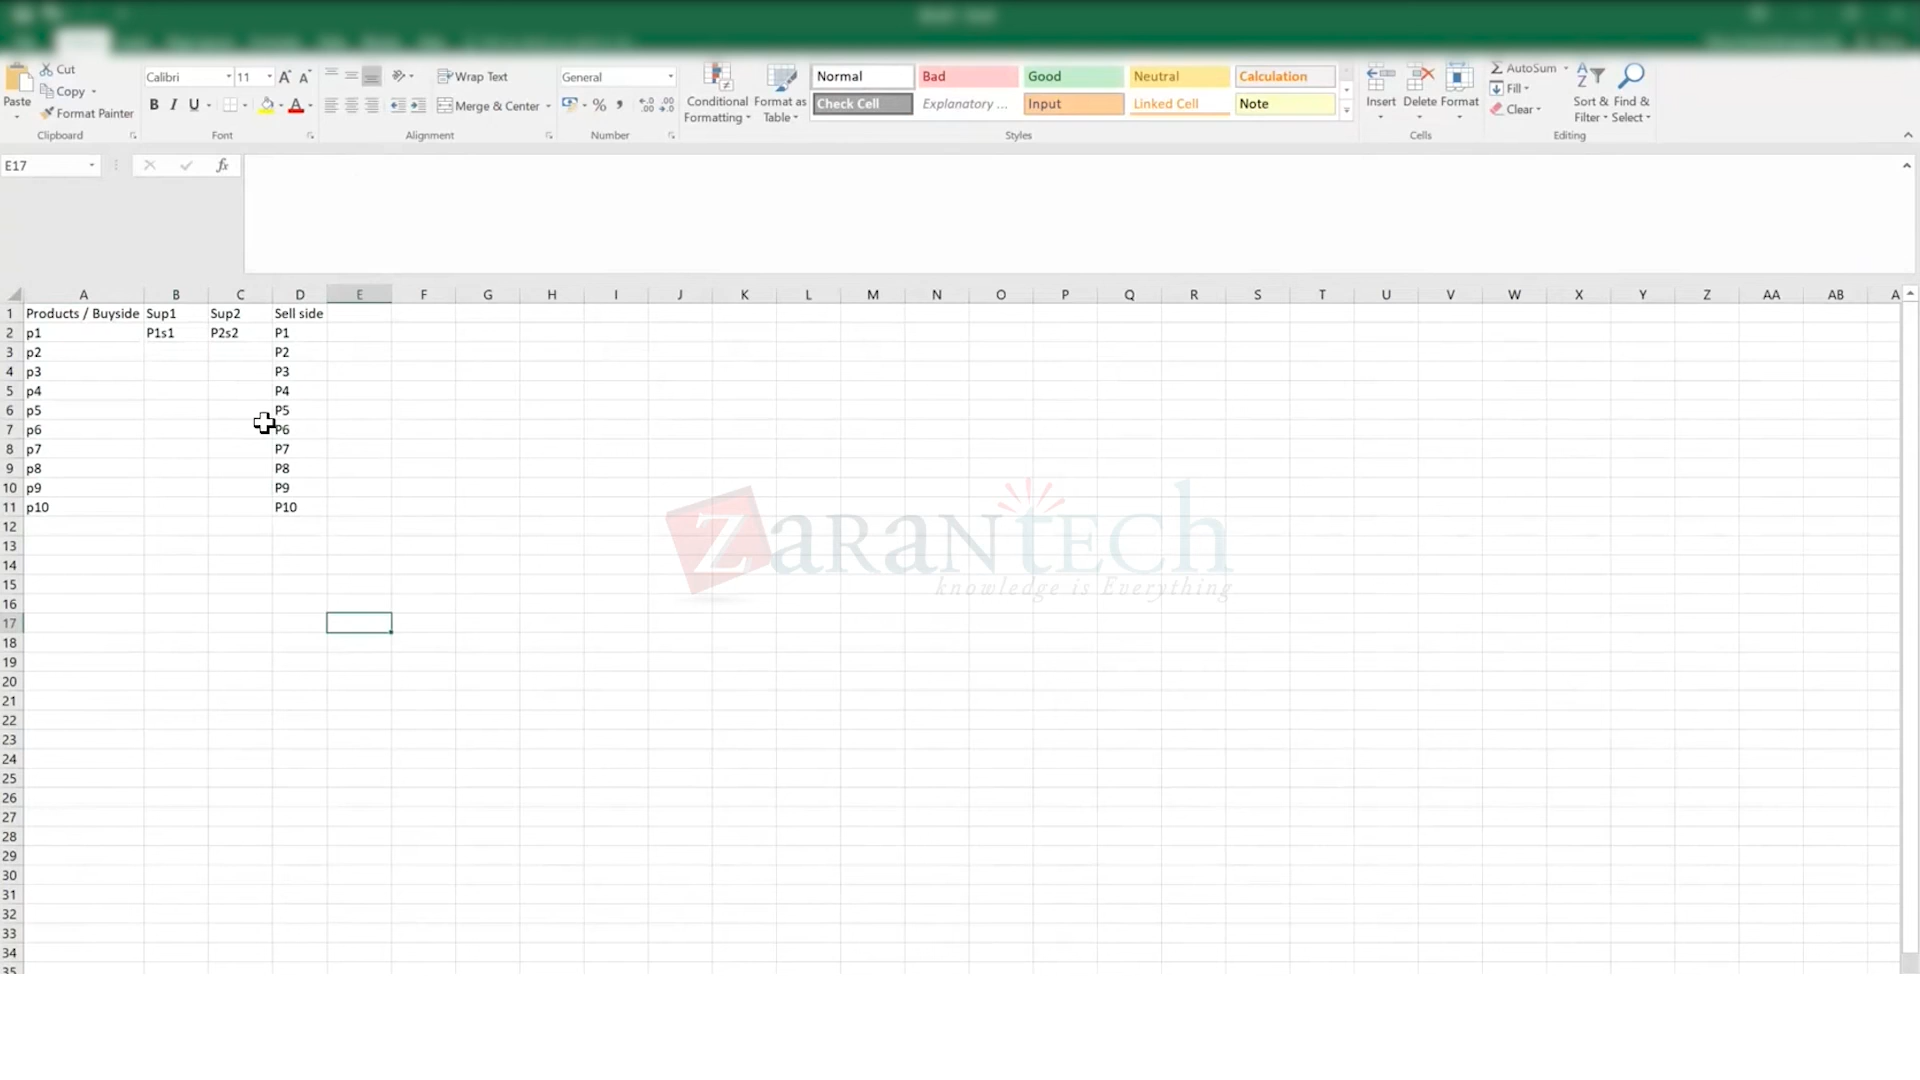 Cut
Copy
Format Painter
Paste
Clipboard
Calibri
11
B I U
Font
Wrap Text
Merge & Center
Alignment
General
%
Number
Conditional Formatting
Format as Table
Normal Bad Good Neutral Calculation
Check Cell Explanatory ... Input Linked Cell Note
Styles
Insert Delete Format
Cells
AutoSum
Fill
Clear
Sort & Filter
Find & Select
Editing
E17
fx
A B C D E F G H I J K L M N O P Q R S T U V W X Y Z AA AB A
1 Products / Buyside Sup1 Sup2 Sell side
2 p1 P1s1 P2s2 P1
3 p2 P2
4 p3 P3
5 p4 P4
6 p5 P5
7 p6 P6
8 p7 P7
9 p8 P8
10 p9 P9
11 p10 P10
12
13
14
15
16
17
18
19
20
21
22
23
24
25
26
27
28
29
30
31
32
33
34
35
ZaranTech
knowledge is Everything